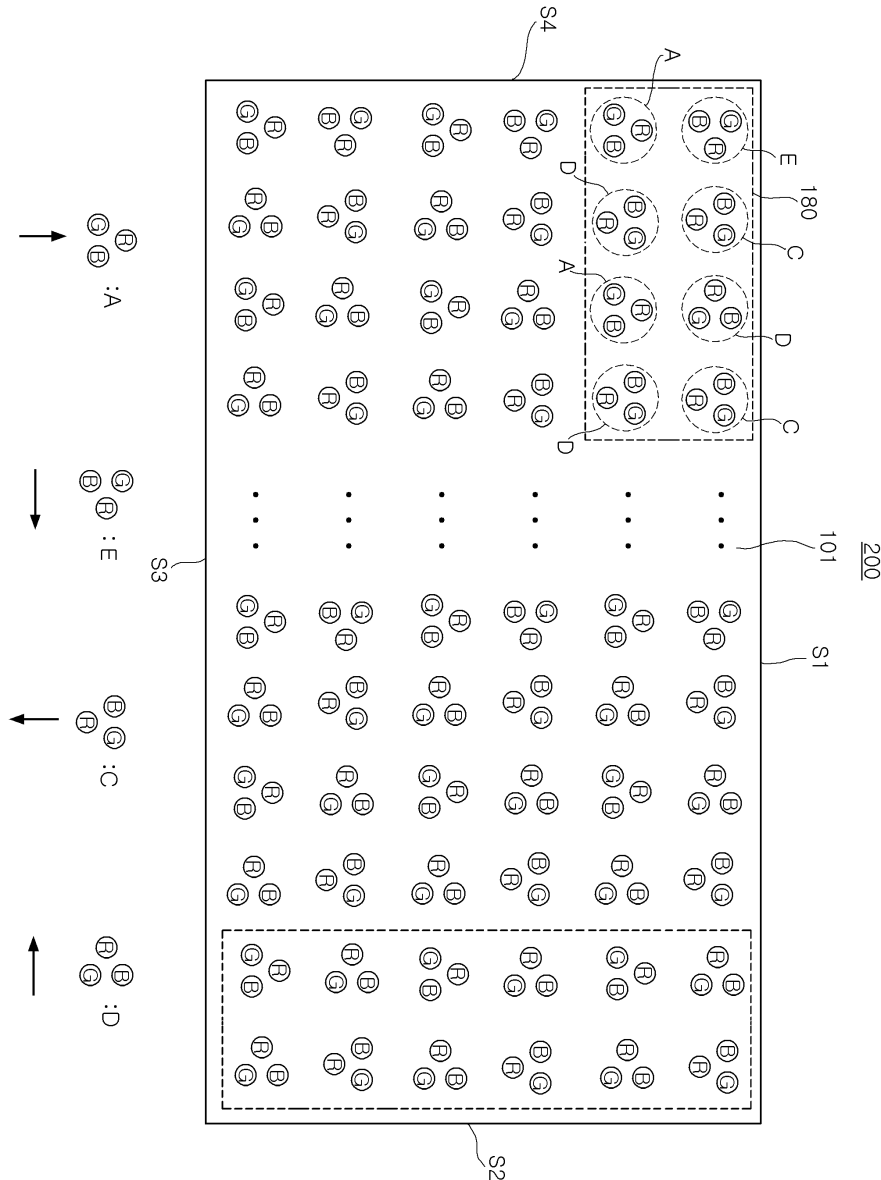 200
180
101
S1
E C D C
G B R B G R R B G B G R G B R B G R R B G B G R R B G B G R
A D A D
R G B B G R R G B B G R R G B R B G R G B R B G R G B R B G
G B R B G R R B G B G R G B R B G R R B G B G R R B G B G R
S4
S2
R G B R B G R G B R B G R G B R B G R G B R B G R G B R B G
G B R B G R R B G B G R G B R B G R R B G B G R R B G B G R
R G B R B G R G B R B G R G B R B G R G B R B G R G B R B G
S3
R G B :A
G B R : E
B G R :C
R B G :D